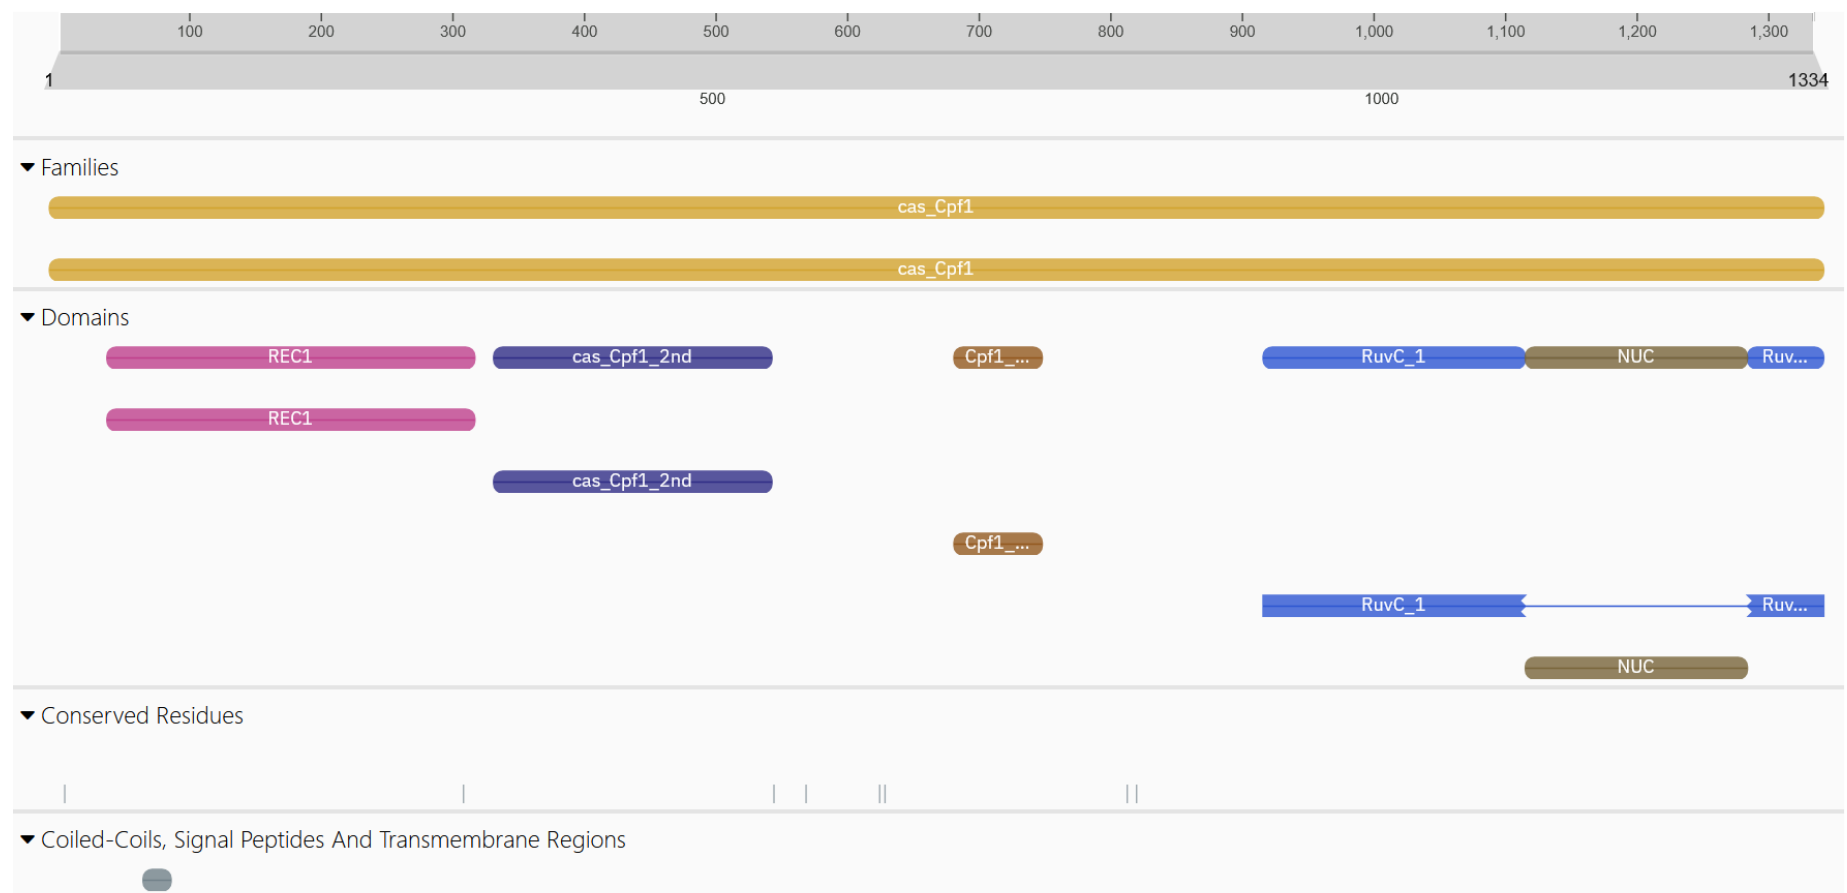 100 200 300 400 500 600 700 800 900 1,000 1,100 1,200 1,300
1 1334
500 1000
Families
cas_Cpf1
cas_Cpf1
Domains
REC1 cas_Cpf1_2nd Cpf1_... RuvC_1 NUC Ruv...
REC1
cas_Cpf1_2nd
Cpf1_...
RuvC_1 Ruv...
NUC
Conserved Residues
Coiled-Coils, Signal Peptides And Transmembrane Regions